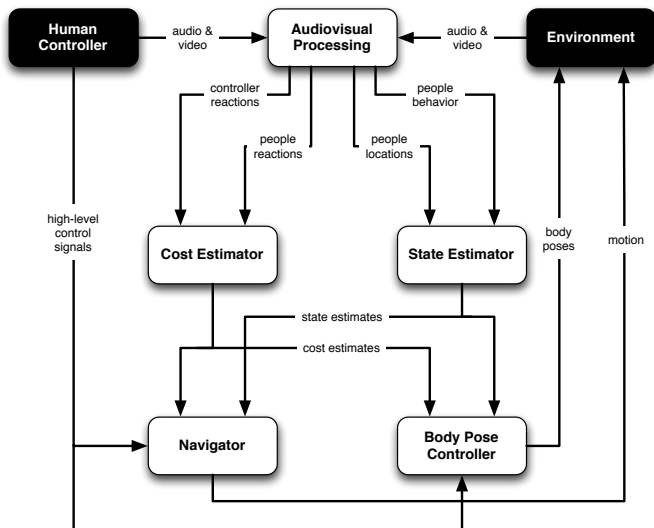 Human
Controller
audio &
video
Audiovisual
Processing
audio &
video
Environment
controller
reactions
people
behavior
people
reactions
people
locations
high-level
control
signals
Cost Estimator
State Estimator
body
poses
motion
state estimates
cost estimates
Navigator
Body Pose
Controller